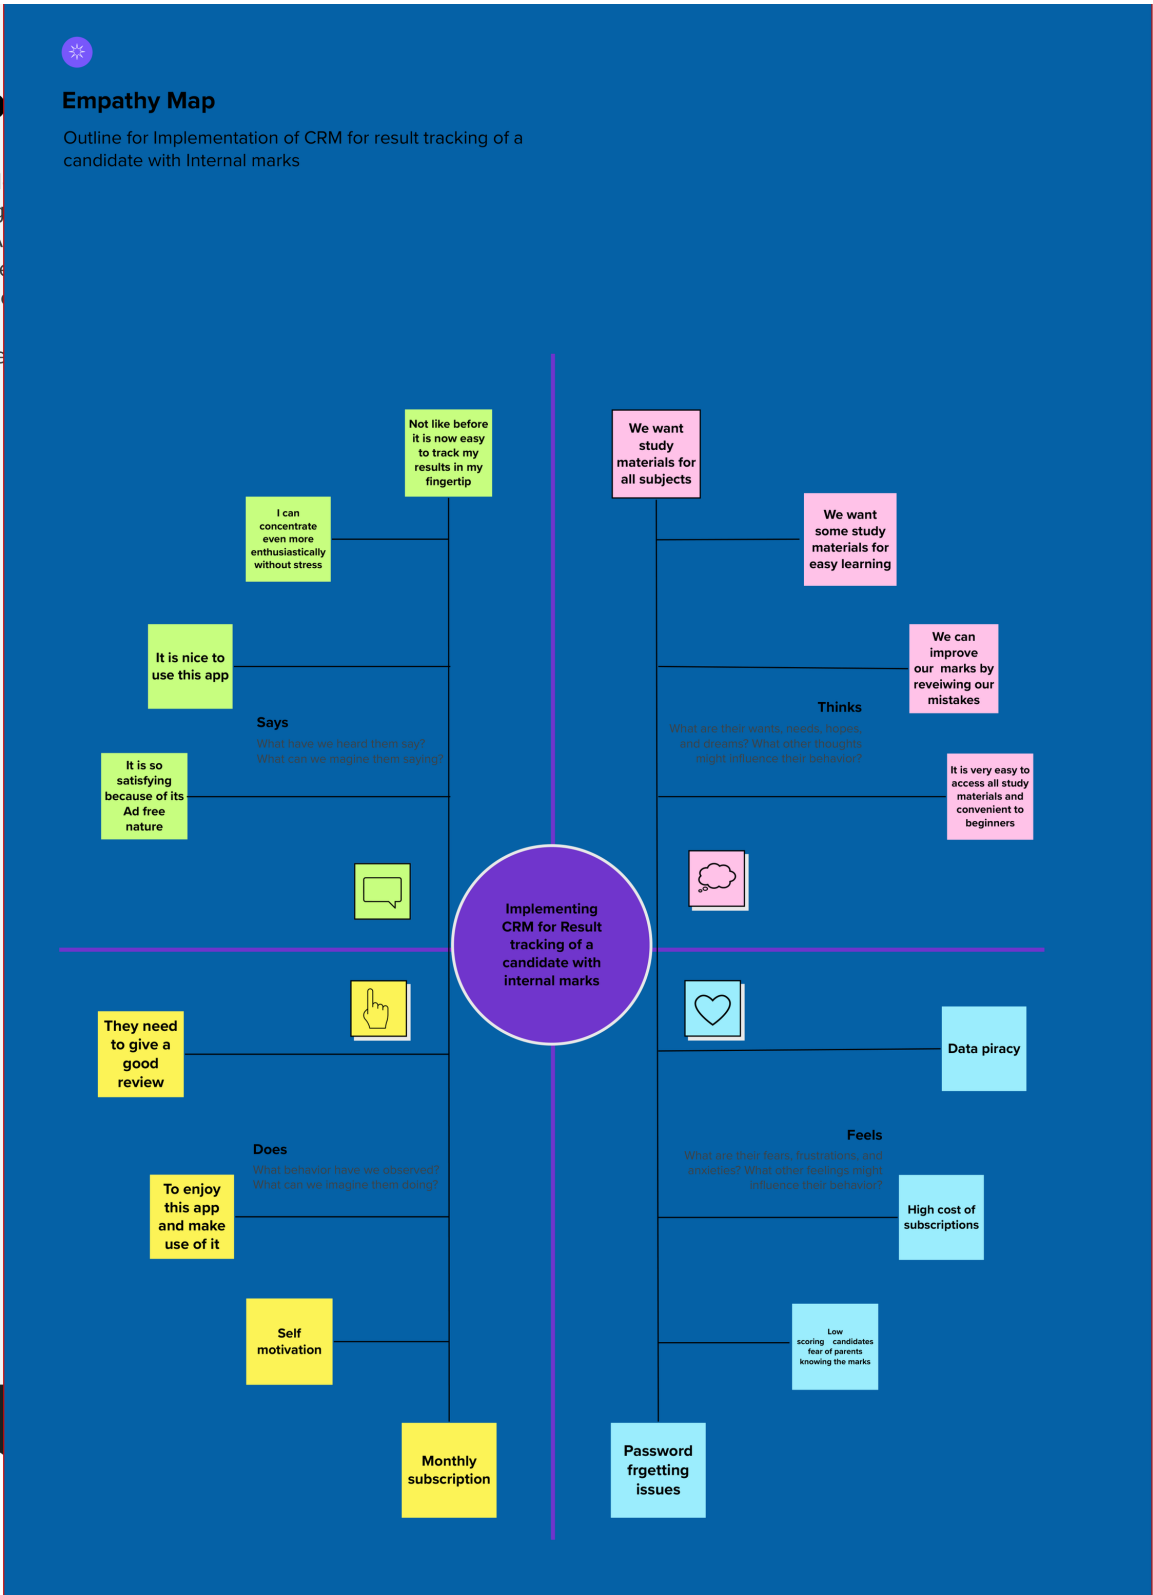 Empathy Map
Outline for Implementation of CRM for result tracking of a
candidate with Internal marks
Not like before
it is now easy
to track my
results in my
fingertip
I can
concentrate
even more
enthusiastically
without stress
It is nice to
use this app
Says
What have we heard them say?
What can we imagine them saying?
It is so
satisfying
because of its
Ad free
nature
We want
study
materials for
all subjects
We want
some study
materials for
easy learning
We can
improve
our marks by
reveiwing our
mistakes
Thinks
What are their wants, needs, hopes,
and dreams? What other thoughts
might influence their behavior?
It is very easy to
access all study
materials and
convenient to
beginners
Implementing
CRM for Result
tracking of a
candidate with
internal marks
They need
to give a
good
review
Does
What behavior have we observed?
What can we imagine them doing?
To enjoy
this app
and make
use of it
Self
motivation
Monthly
subscription
Data piracy
Feels
What are their fears, frustrations, and
anxieties? What other feelings might
influence their behavior?
High cost of
subscriptions
Low
scoring candidates
fear of parents
knowing the marks
Password
frgetting
issues